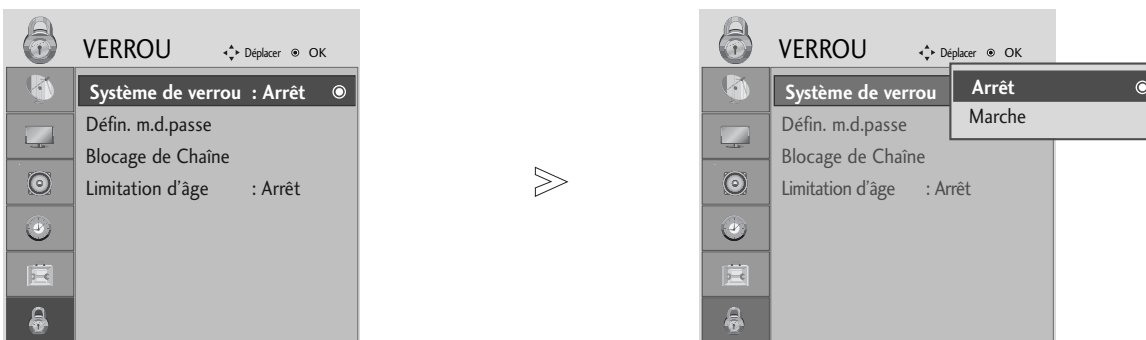 VERROU Déplacer OK
Système de verrou : Arrêt
Défin. m.d.passe
Blocage de Chaîne
Limitation d'âge : Arrêt
VERROU Déplacer OK
Système de verrou
Défin. m.d.passe
Blocage de Chaîne
Limitation d'âge : Arrêt
Arrêt
Marche